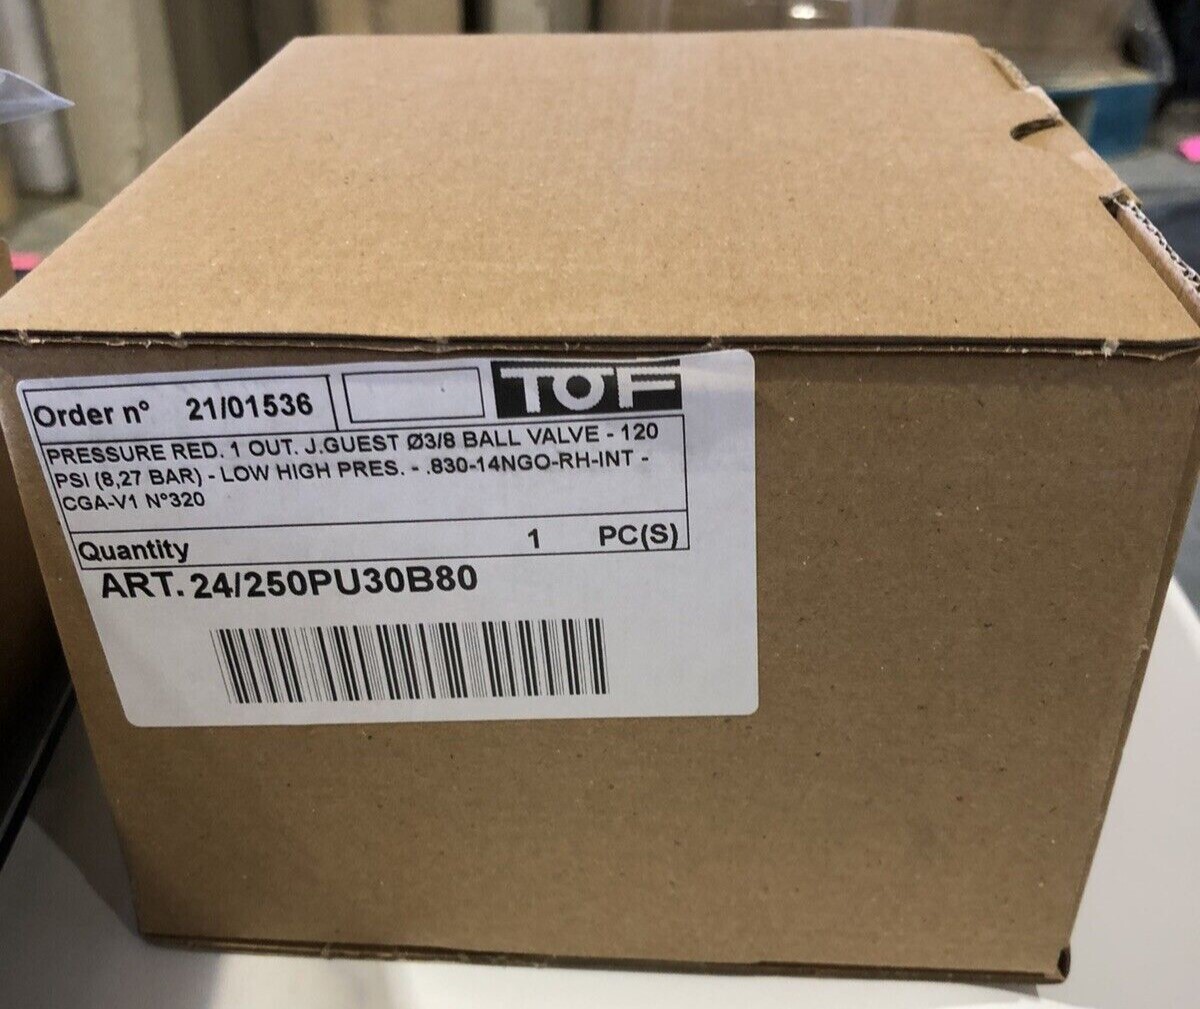 Order n° 21/01536
TOF
PRESSURE RED. 1 OUT. J.GUEST Ø3/8 BALL VALVE - 120
PSI (8,27 BAR) - LOW HIGH PRES. - .830-14NGO-RH-INT -
CGA-V1 N°320
Quantity 1 PC(S)
ART. 24/250PU30B80